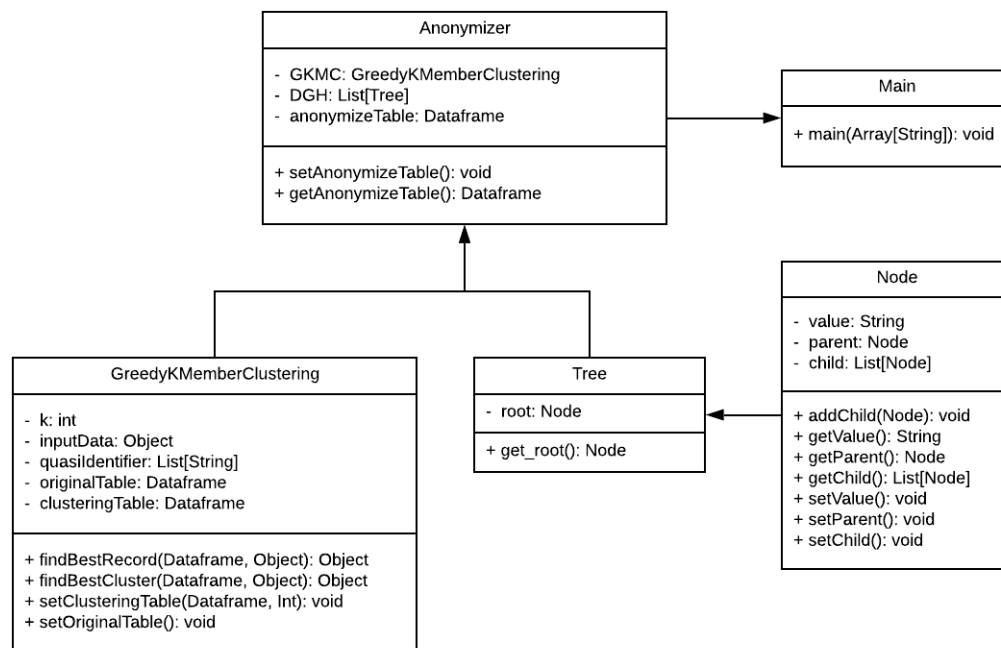 Anonymizer
- GKMC: GreedyKMemberClustering
- DGH: List[Tree]
- anonymizeTable: Dataframe
+ setAnonymizeTable(): void
+ getAnonymizeTable(): Dataframe
Main
+ main(Array[String]): void
Node
- value: String
- parent: Node
- child: List[Node]
+ addChild(Node): void
+ getValue(): String
+ getParent(): Node
+ getChild(): List[Node]
+ setValue(): void
+ setParent(): void
+ setChild(): void
GreedyKMemberClustering
- k: int
- inputData: Object
- quasiIdentifier: List[String]
- originalTable: Dataframe
- clusteringTable: Dataframe
+ findBestRecord(Dataframe, Object): Object
+ findBestCluster(Dataframe, Object): Object
+ setClusteringTable(Dataframe, Int): void
+ setOriginalTable(): void
Tree
- root: Node
+ get_root(): Node